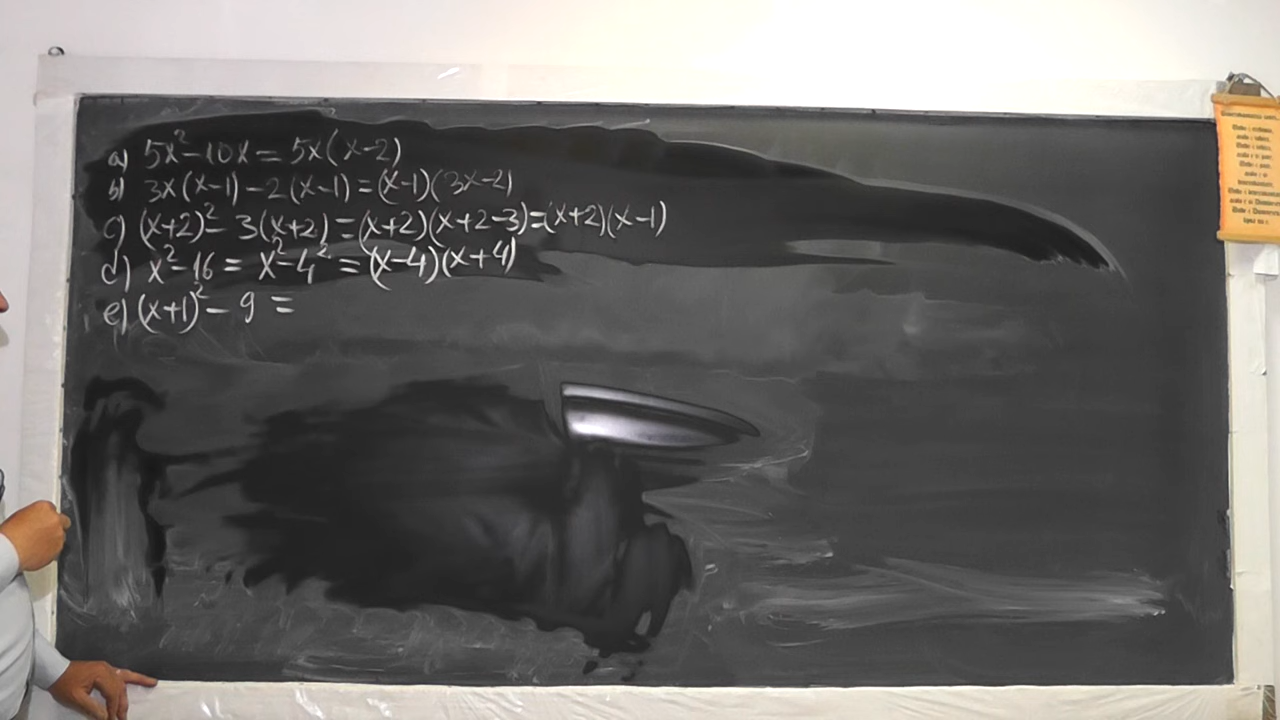 a) 5x²-10x=5x(x-2)
b) 3x(x-1)-2(x-1)=(x-1)(3x-2)
c) (x+2)²-3(x+2)=(x+2)(x+2-3)=(x+2)(x-1)
d) x²-16=x²-4²=(x-4)(x+4)
e) (x+1)²-9=